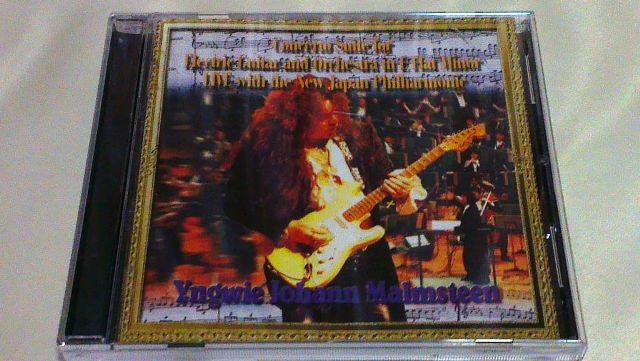 Concerto Suite for
Electric Guitar and Orchestra in E Flat Minor
LIVE with the New Japan Philharmonic
Yngwie Johann Malmsteen